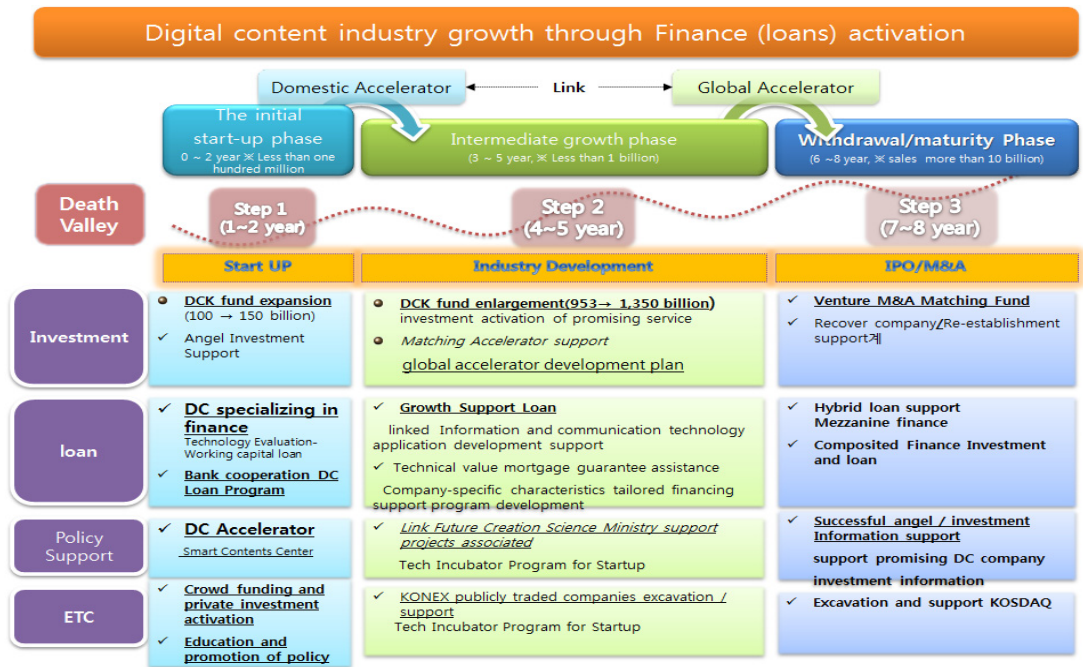 Digital content industry growth through Finance (loans) activation
Domestic Accelerator
Link
Global Accelerator
The initial
start-up phase
0 ~ 2 year ※ Less than one
hundred million
Intermediate growth phase
(3 ~ 5 year, ※ Less than 1 billion)
Withdrawal/maturity Phase
(6 ~8 year, ※ sales more than 10 billion)
Death
Valley
Step 1
(1~2 year)
Step 2
(4~5 year)
Step 3
(7~8 year)
Start UP
Industry Development
IPO/M&A
Investment
DCK fund expansion
(100 → 150 billion)
✓ Angel Investment
Support
DCK fund enlargement(953→ 1,350 billion)
investment activation of promising service
Matching Accelerator support
global accelerator development plan
✓ Venture M&A Matching Fund
✓ Recover company/Re-establishment
support계
loan
✓ DC specializing in
finance
Technology Evaluation-
Working capital loan
✓ Bank cooperation DC
Loan Program
✓ Growth Support Loan
linked Information and communication technology
application development support
✓ Technical value mortgage guarantee assistance
Company-specific characteristics tailored financing
support program development
✓ Hybrid loan support
Mezzanine finance
✓ Composited Finance Investment
and loan
Policy
Support
✓ DC Accelerator
Smart Contents Center
✓ Link Future Creation Science Ministry support
projects associated
Tech Incubator Program for Startup
✓ Successful angel / investment
Information support
support promising DC company
investment information
ETC
✓ Crowd funding and
private investment
activation
✓ Education and
promotion of policy
✓ KONEX publicly traded companies excavation /
support
Tech Incubator Program for Startup
✓ Excavation and support KOSDAQ